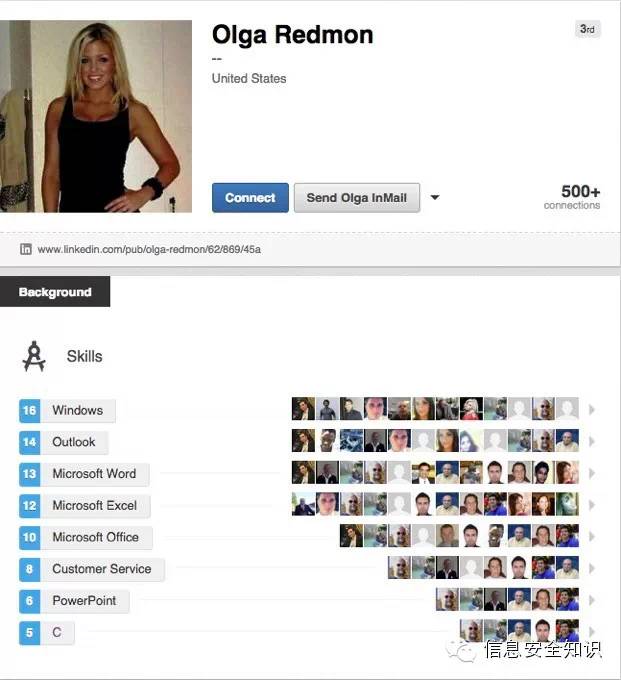 Olga Redmon
3rd
--
United States
Connect
Send Olga InMail
500+
connections
in www.linkedin.com/pub/olga-redmon/62/869/45a
Background
Skills
16 Windows
14 Outlook
13 Microsoft Word
12 Microsoft Excel
10 Microsoft Office
8 Customer Service
6 PowerPoint
5 C
信息安全知识